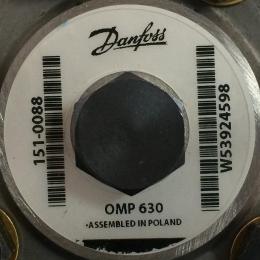 Danfoss
151-0088
W53924598
OMP 630
•ASSEMBLED IN POLAND